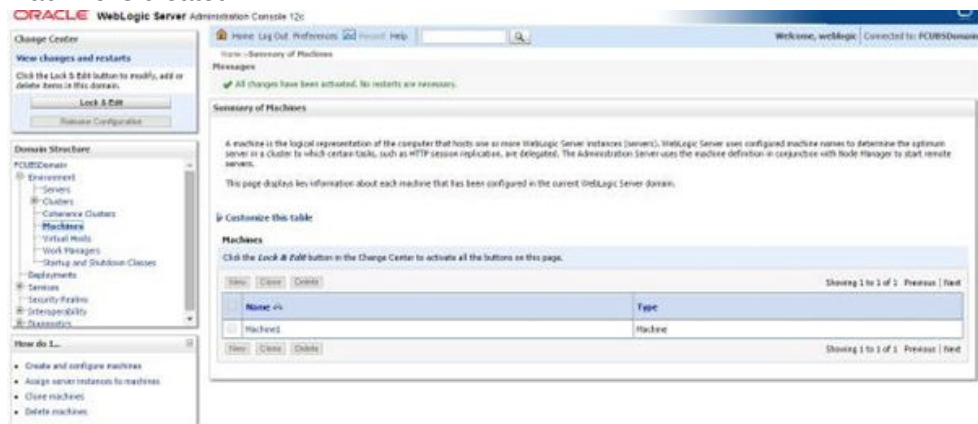 ORACLE WebLogic Server Administration Console 12c
Change Center
View changes and restarts
Click the Lock & Edit button to modify, add or
delete items in this domain.
Lock & Edit
Release Configuration
Domain Structure
FCUBSDomain
Environment
Servers
Clusters
Coherence Clusters
Machines
Virtual Hosts
Work Managers
Startup and Shutdown Classes
Deployments
Services
Security Realms
Interoperability
Diagnostics
How do I...
Create and configure machines
Assign server instances to machines
Clone machines
Delete machines
Home Log Out Preferences Record Help
Welcome, weblogic Connected to: FCUBSDomain
Home >Summary of Machines
Messages
All changes have been activated. No restarts are necessary.
Summary of Machines
A machine is the logical representation of the computer that hosts one or more WebLogic Server instances (servers). WebLogic Server uses configured machine names to determine the optimum
server in a cluster to which certain tasks, such as HTTP session replication, are delegated. The Administration Server uses the machine definition in conjunction with Node Manager to start remote
servers.
This page displays key information about each machine that has been configured in the current WebLogic Server domain.
Customize this table
Machines
Click the Lock & Edit button in the Change Center to activate all the buttons on this page.
New Clone Delete
Showing 1 to 1 of 1 Previous | Next
Name Type
Machine1 Machine
New Clone Delete
Showing 1 to 1 of 1 Previous | Next